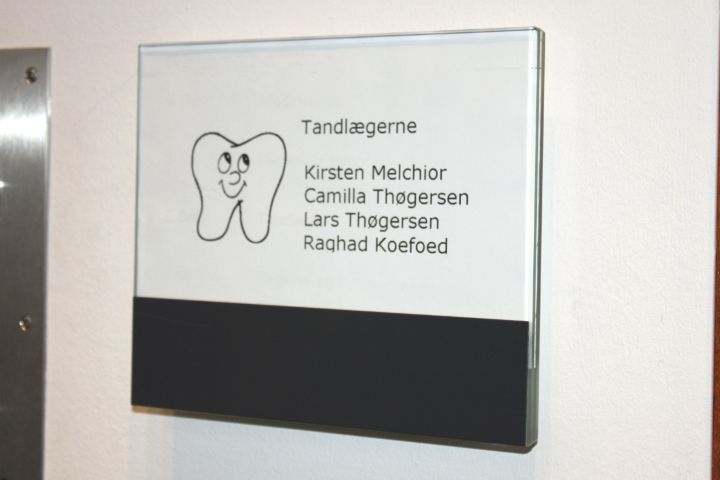 Tandlægerne
Kirsten Melchior
Camilla Thøgersen
Lars Thøgersen
Raghad Koefoed